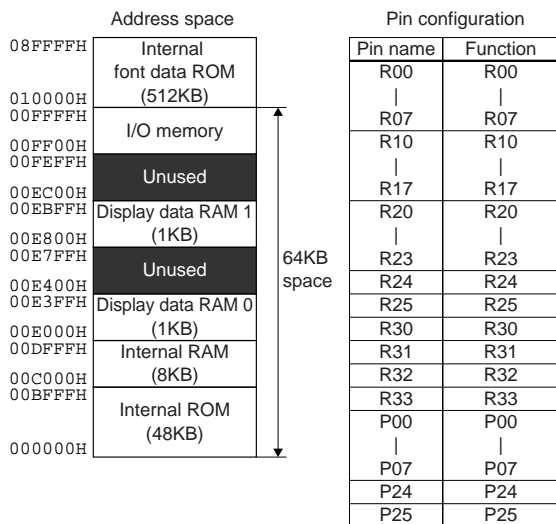 Address space
08FFFFH
Internal
font data ROM
(512KB)
010000H
00FFFFH
I/O memory
00FF00H
00FEFFH
Unused
00EC00H
00EBFFH
Display data RAM 1
(1KB)
00E800H
00E7FFH
Unused
00E400H
00E3FFH
Display data RAM 0
(1KB)
00E000H
00DFFFH
Internal RAM
(8KB)
00C000H
00BFFFH
Internal ROM
(48KB)
000000H
64KB
space
Pin configuration
Pin name Function
R00 R00
| |
R07 R07
R10 R10
| |
R17 R17
R20 R20
| |
R23 R23
R24 R24
R25 R25
R30 R30
R31 R31
R32 R32
R33 R33
P00 P00
| |
P07 P07
P24 P24
P25 P25